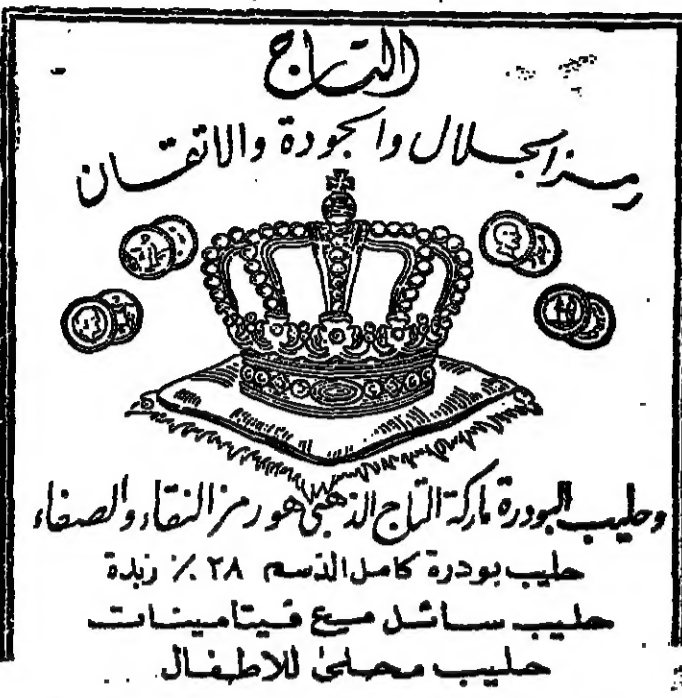 التاج
رمز الجلال والجودة والاتقان
وحليب البودرة ماركة التاج الذهبي هو رمز النقاء والصفاء
حليب بودرة كامل الدسم ٢٨ ٪ زبدة
حليب سائل مع فيتامينات
حليب محلىٰ للاطفال